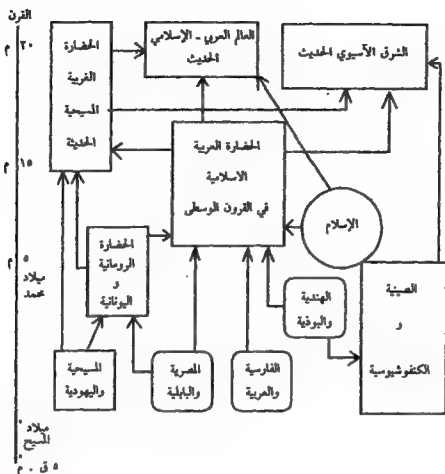 القرن
٢٠ م
١٥ م
٥ م
ميلاد
محمد
ميلاد
المسيح
٥ ق . م
الحضارة
الغربية
المسيحية
الحديثة
العالم العربي ـ الإسلامي
الحديث
الشرق الآسيوي الحديث
الحضارة العربية
الاسلامية
في القرون الوسطى
الإسلام
الحضارة
الرومانية
و
اليونانية
الصينية
و
الكنفوشيوسية
الهندية
والبوذية
الفارسية
والعربية
المصرية
والبابلية
المسيحية
واليهودية